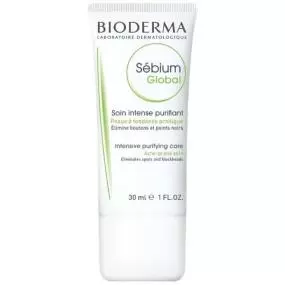 BIODERMA
LABORATOIRE DERMATOLOGIQUE
Sébium
Global
Soin intense purifiant
Peaux à tendance acnéique
Élimine boutons et points noirs
Intensive purifying care
Acne-prone skin
Eliminates spots and blackheads
30 ml ℮ 1 FL.OZ.